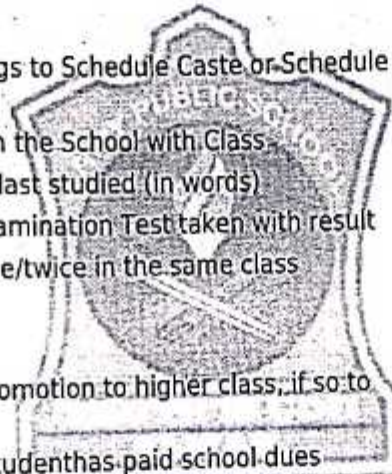 gs to Schedule Caste or Schedule
PUBLIC SCHOOL
n the School with Class
last studied (in words)
amination Test taken with result
e/twice in the same class
omotion to higher class, if so to
tudenthas paid school dues